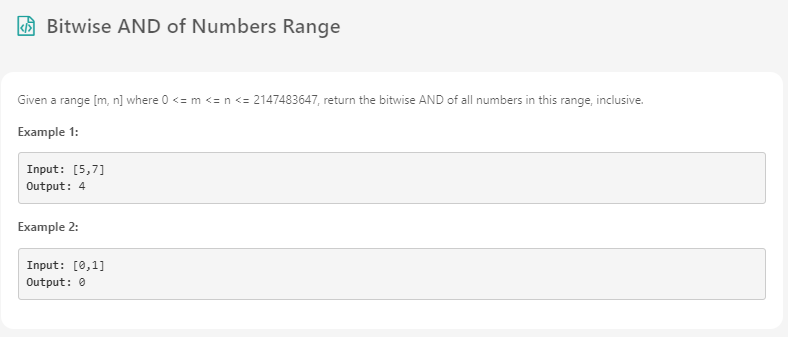 Bitwise AND of Numbers Range
Given a range [m, n] where 0 <= m <= n <= 2147483647, return the bitwise AND of all numbers in this range, inclusive.
Example 1:
Input: [5,7]
Output: 4
Example 2:
Input: [0,1]
Output: 0